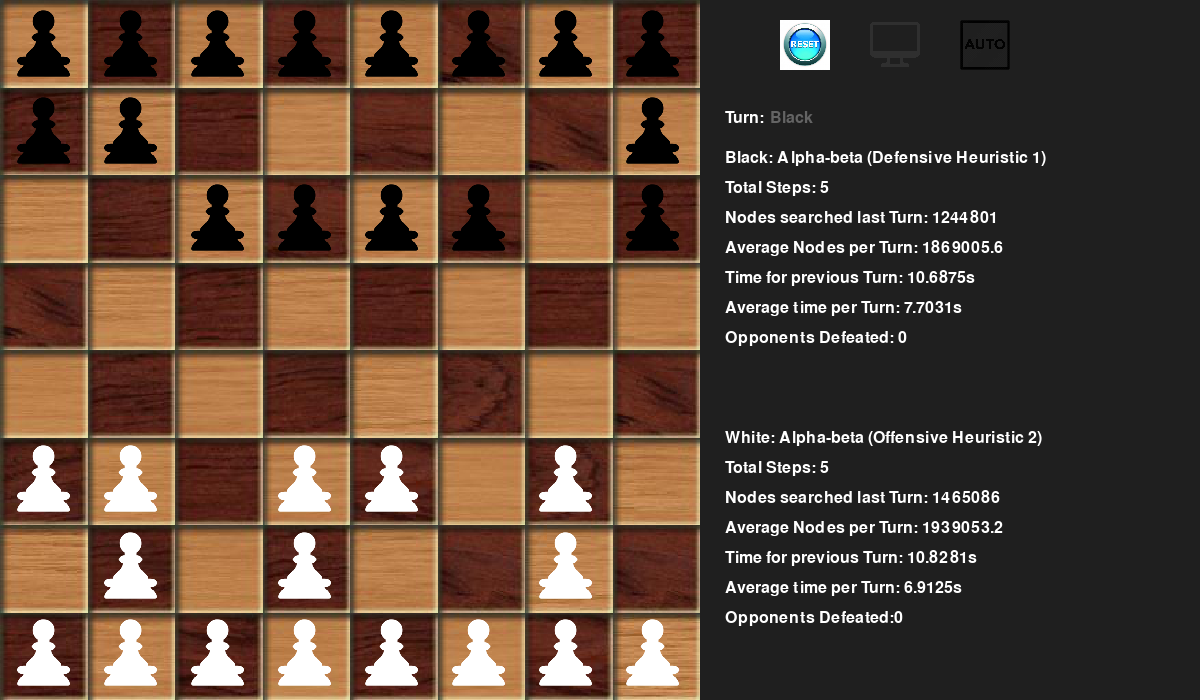 RESET
AUTO
Turn: Black
Black: Alpha-beta (Defensive Heuristic 1)
Total Steps: 5
Nodes searched last Turn: 1244801
Average Nodes per Turn: 1869005.6
Time for previous Turn: 10.6875s
Average time per Turn: 7.7031s
Opponents Defeated: 0
White: Alpha-beta (Offensive Heuristic 2)
Total Steps: 5
Nodes searched last Turn: 1465086
Average Nodes per Turn: 1939053.2
Time for previous Turn: 10.8281s
Average time per Turn: 6.9125s
Opponents Defeated:0